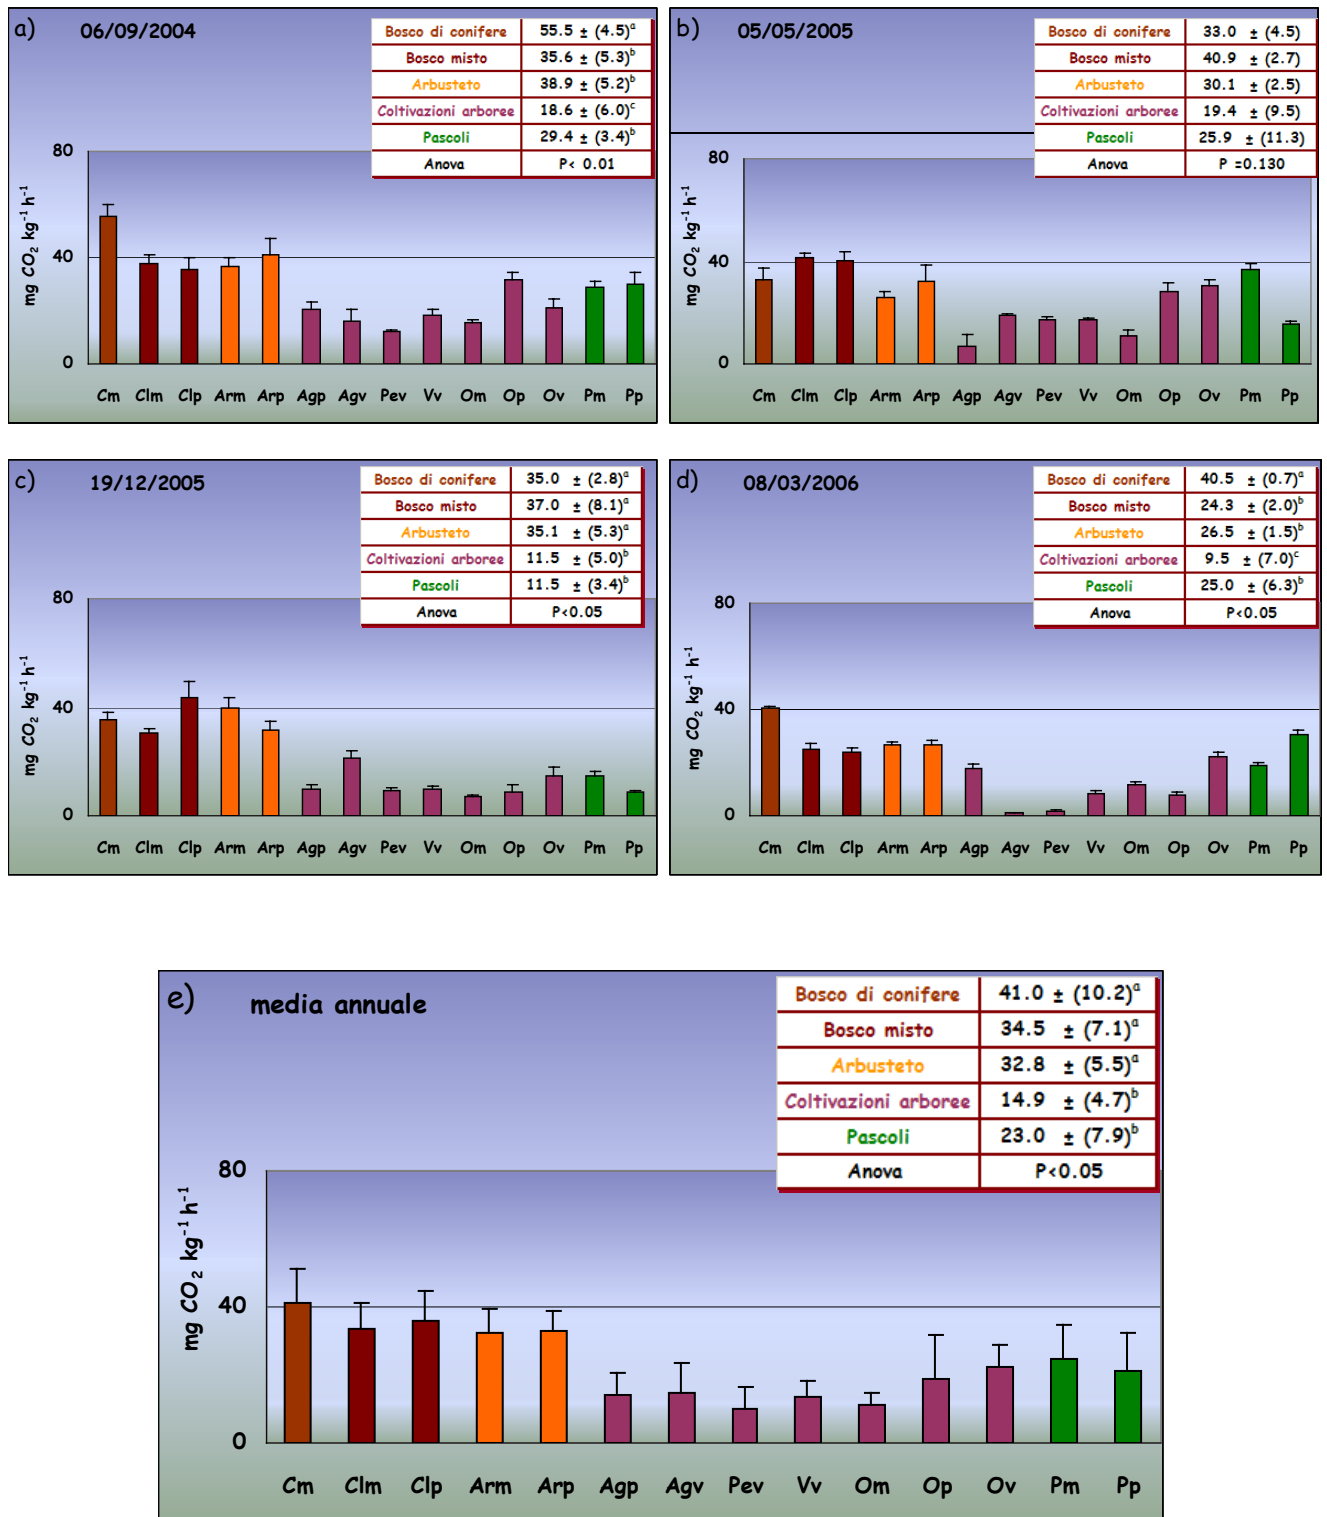 a) 06/09/2004
Bosco di conifere 55.5 ± (4.5)ᵃ
Bosco misto 35.6 ± (5.3)ᵇ
Arbusteto 38.9 ± (5.2)ᵇ
Coltivazioni arboree 18.6 ± (6.0)ᶜ
Pascoli 29.4 ± (3.4)ᵇ
Anova P< 0.01
mg CO₂ kg⁻¹ h⁻¹
80
40
0
Cm Clm Clp Arm Arp Agp Agv Pev Vv Om Op Ov Pm Pp
b) 05/05/2005
Bosco di conifere 33.0 ± (4.5)
Bosco misto 40.9 ± (2.7)
Arbusteto 30.1 ± (2.5)
Coltivazioni arboree 19.4 ± (9.5)
Pascoli 25.9 ± (11.3)
Anova P =0.130
mg CO₂ kg⁻¹ h⁻¹
80
40
0
Cm Clm Clp Arm Arp Agp Agv Pev Vv Om Op Ov Pm Pp
c) 19/12/2005
Bosco di conifere 35.0 ± (2.8)ᵃ
Bosco misto 37.0 ± (8.1)ᵃ
Arbusteto 35.1 ± (5.3)ᵃ
Coltivazioni arboree 11.5 ± (5.0)ᵇ
Pascoli 11.5 ± (3.4)ᵇ
Anova P<0.05
mg CO₂ kg⁻¹ h⁻¹
80
40
0
Cm Clm Clp Arm Arp Agp Agv Pev Vv Om Op Ov Pm Pp
d) 08/03/2006
Bosco di conifere 40.5 ± (0.7)ᵃ
Bosco misto 24.3 ± (2.0)ᵇ
Arbusteto 26.5 ± (1.5)ᵇ
Coltivazioni arboree 9.5 ± (7.0)ᶜ
Pascoli 25.0 ± (6.3)ᵇ
Anova P<0.05
mg CO₂ kg⁻¹ h⁻¹
80
40
0
Cm Clm Clp Arm Arp Agp Agv Pev Vv Om Op Ov Pm Pp
e) media annuale
Bosco di conifere 41.0 ± (10.2)ᵃ
Bosco misto 34.5 ± (7.1)ᵃ
Arbusteto 32.8 ± (5.5)ᵃ
Coltivazioni arboree 14.9 ± (4.7)ᵇ
Pascoli 23.0 ± (7.9)ᵇ
Anova P<0.05
mg CO₂ kg⁻¹ h⁻¹
80
40
0
Cm Clm Clp Arm Arp Agp Agv Pev Vv Om Op Ov Pm Pp